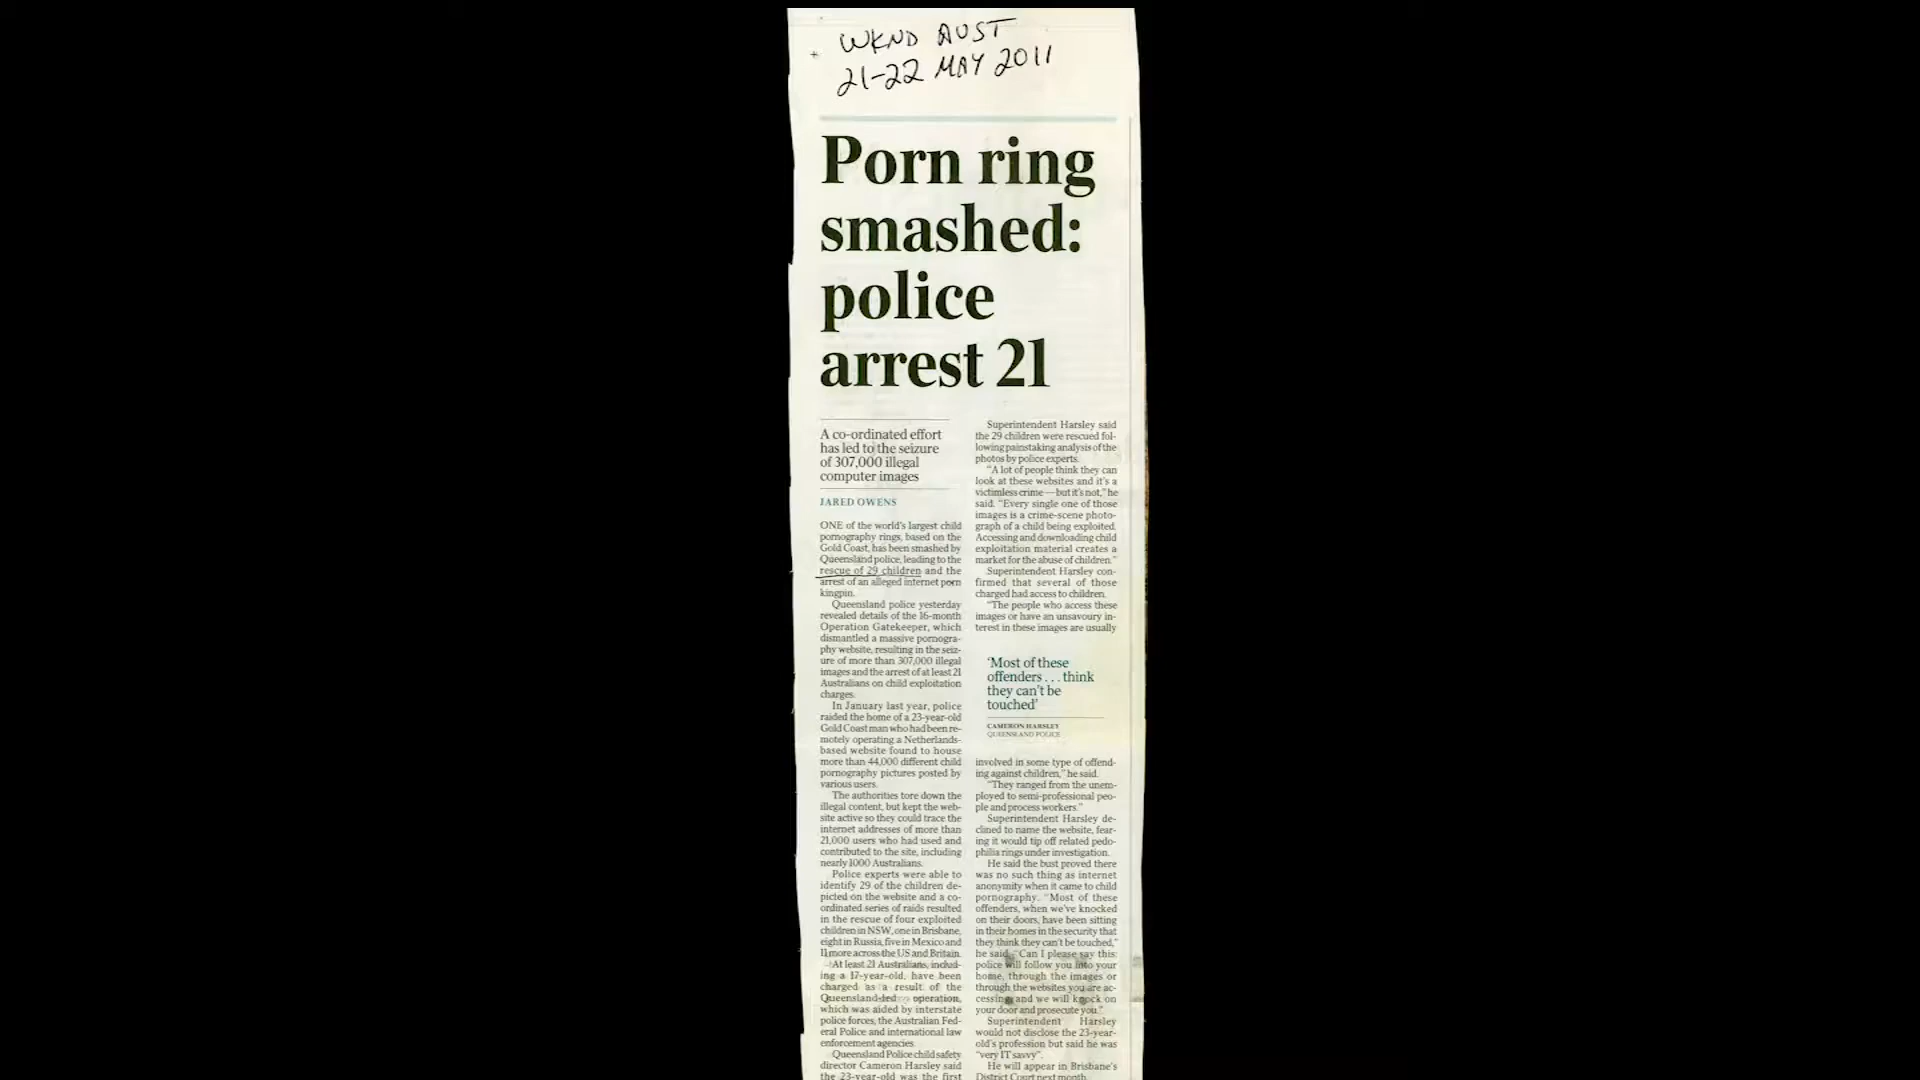 WKND AUST
21-22 MAY 2011
Porn ring
smashed:
police
arrest 21
A co-ordinated effort
has led to the seizure
of 307,000 illegal
computer images
JARED OWENS
ONE of the world's largest child
pornography rings, based on the
Gold Coast, has been smashed by
Queensland police, leading to the
rescue of 29 children and the
arrest of an alleged internet porn
kingpin.
Queensland police yesterday
revealed details of the 16-month
Operation Gatekeeper, which
dismantled a massive pornogra-
phy website, resulting in the seiz-
ure of more than 307,000 illegal
images and the arrest of at least 21
Australians on child exploitation
charges.
In January last year, police
raided the home of a 23-year-old
Gold Coast man who had been re-
motely operating a Netherlands-
based website found to house
more than 44,000 different child
pornography pictures posted by
various users.
The authorities tore down the
illegal content, but kept the web-
site active so they could trace the
internet addresses of more than
21,000 users who had used and
contributed to the site, including
nearly 1000 Australians.
Police experts were able to
identify 29 of the children de-
picted on the website and a co-
ordinated series of raids resulted
in the rescue of four exploited
children in NSW, one in Brisbane,
eight in Russia, five in Mexico and
11 more across the US and Britain.
At least 21 Australians, includ-
ing a 17-year-old, have been
charged as a result of the
Queensland-led operation,
which was aided by interstate
police forces, the Australian Fed-
eral Police and international law
enforcement agencies.
Queensland Police child safety
director Cameron Harsley said
the 23-year-old was the first
Superintendent Harsley said
the 29 children were rescued fol-
lowing painstaking analysis of the
photos by police experts.
"A lot of people think they can
look at these websites and it's a
victimless crime — but it's not," he
said. "Every single one of those
images is a crime-scene photo-
graph of a child being exploited.
Accessing and downloading child
exploitation material creates a
market for the abuse of children."
Superintendent Harsley con-
firmed that several of those
charged had access to children.
"The people who access these
images or have an unsavoury in-
terest in these images are usually
'Most of these
offenders . . . think
they can't be
touched'
CAMERON HARSLEY
QUEENSLAND POLICE
involved in some type of offend-
ing against children," he said.
"They ranged from the unem-
ployed to semi-professional peo-
ple and process workers."
Superintendent Harsley de-
clined to name the website, fear-
ing it would tip off related pedo-
philia rings under investigation.
He said the bust proved there
was no such thing as internet
anonymity when it came to child
pornography. "Most of these
offenders, when we've knocked
on their doors, have been sitting
in their homes in the security that
they think they can't be touched,"
he said. "Can I please say this:
police will follow you into your
home, through the images or
through the websites you are ac-
cessing and we will knock on
your door and prosecute you."
Superintendent Harsley
would not disclose the 23-year-
old's profession but said he was
"very IT savvy".
He will appear in Brisbane's
District Court next month.